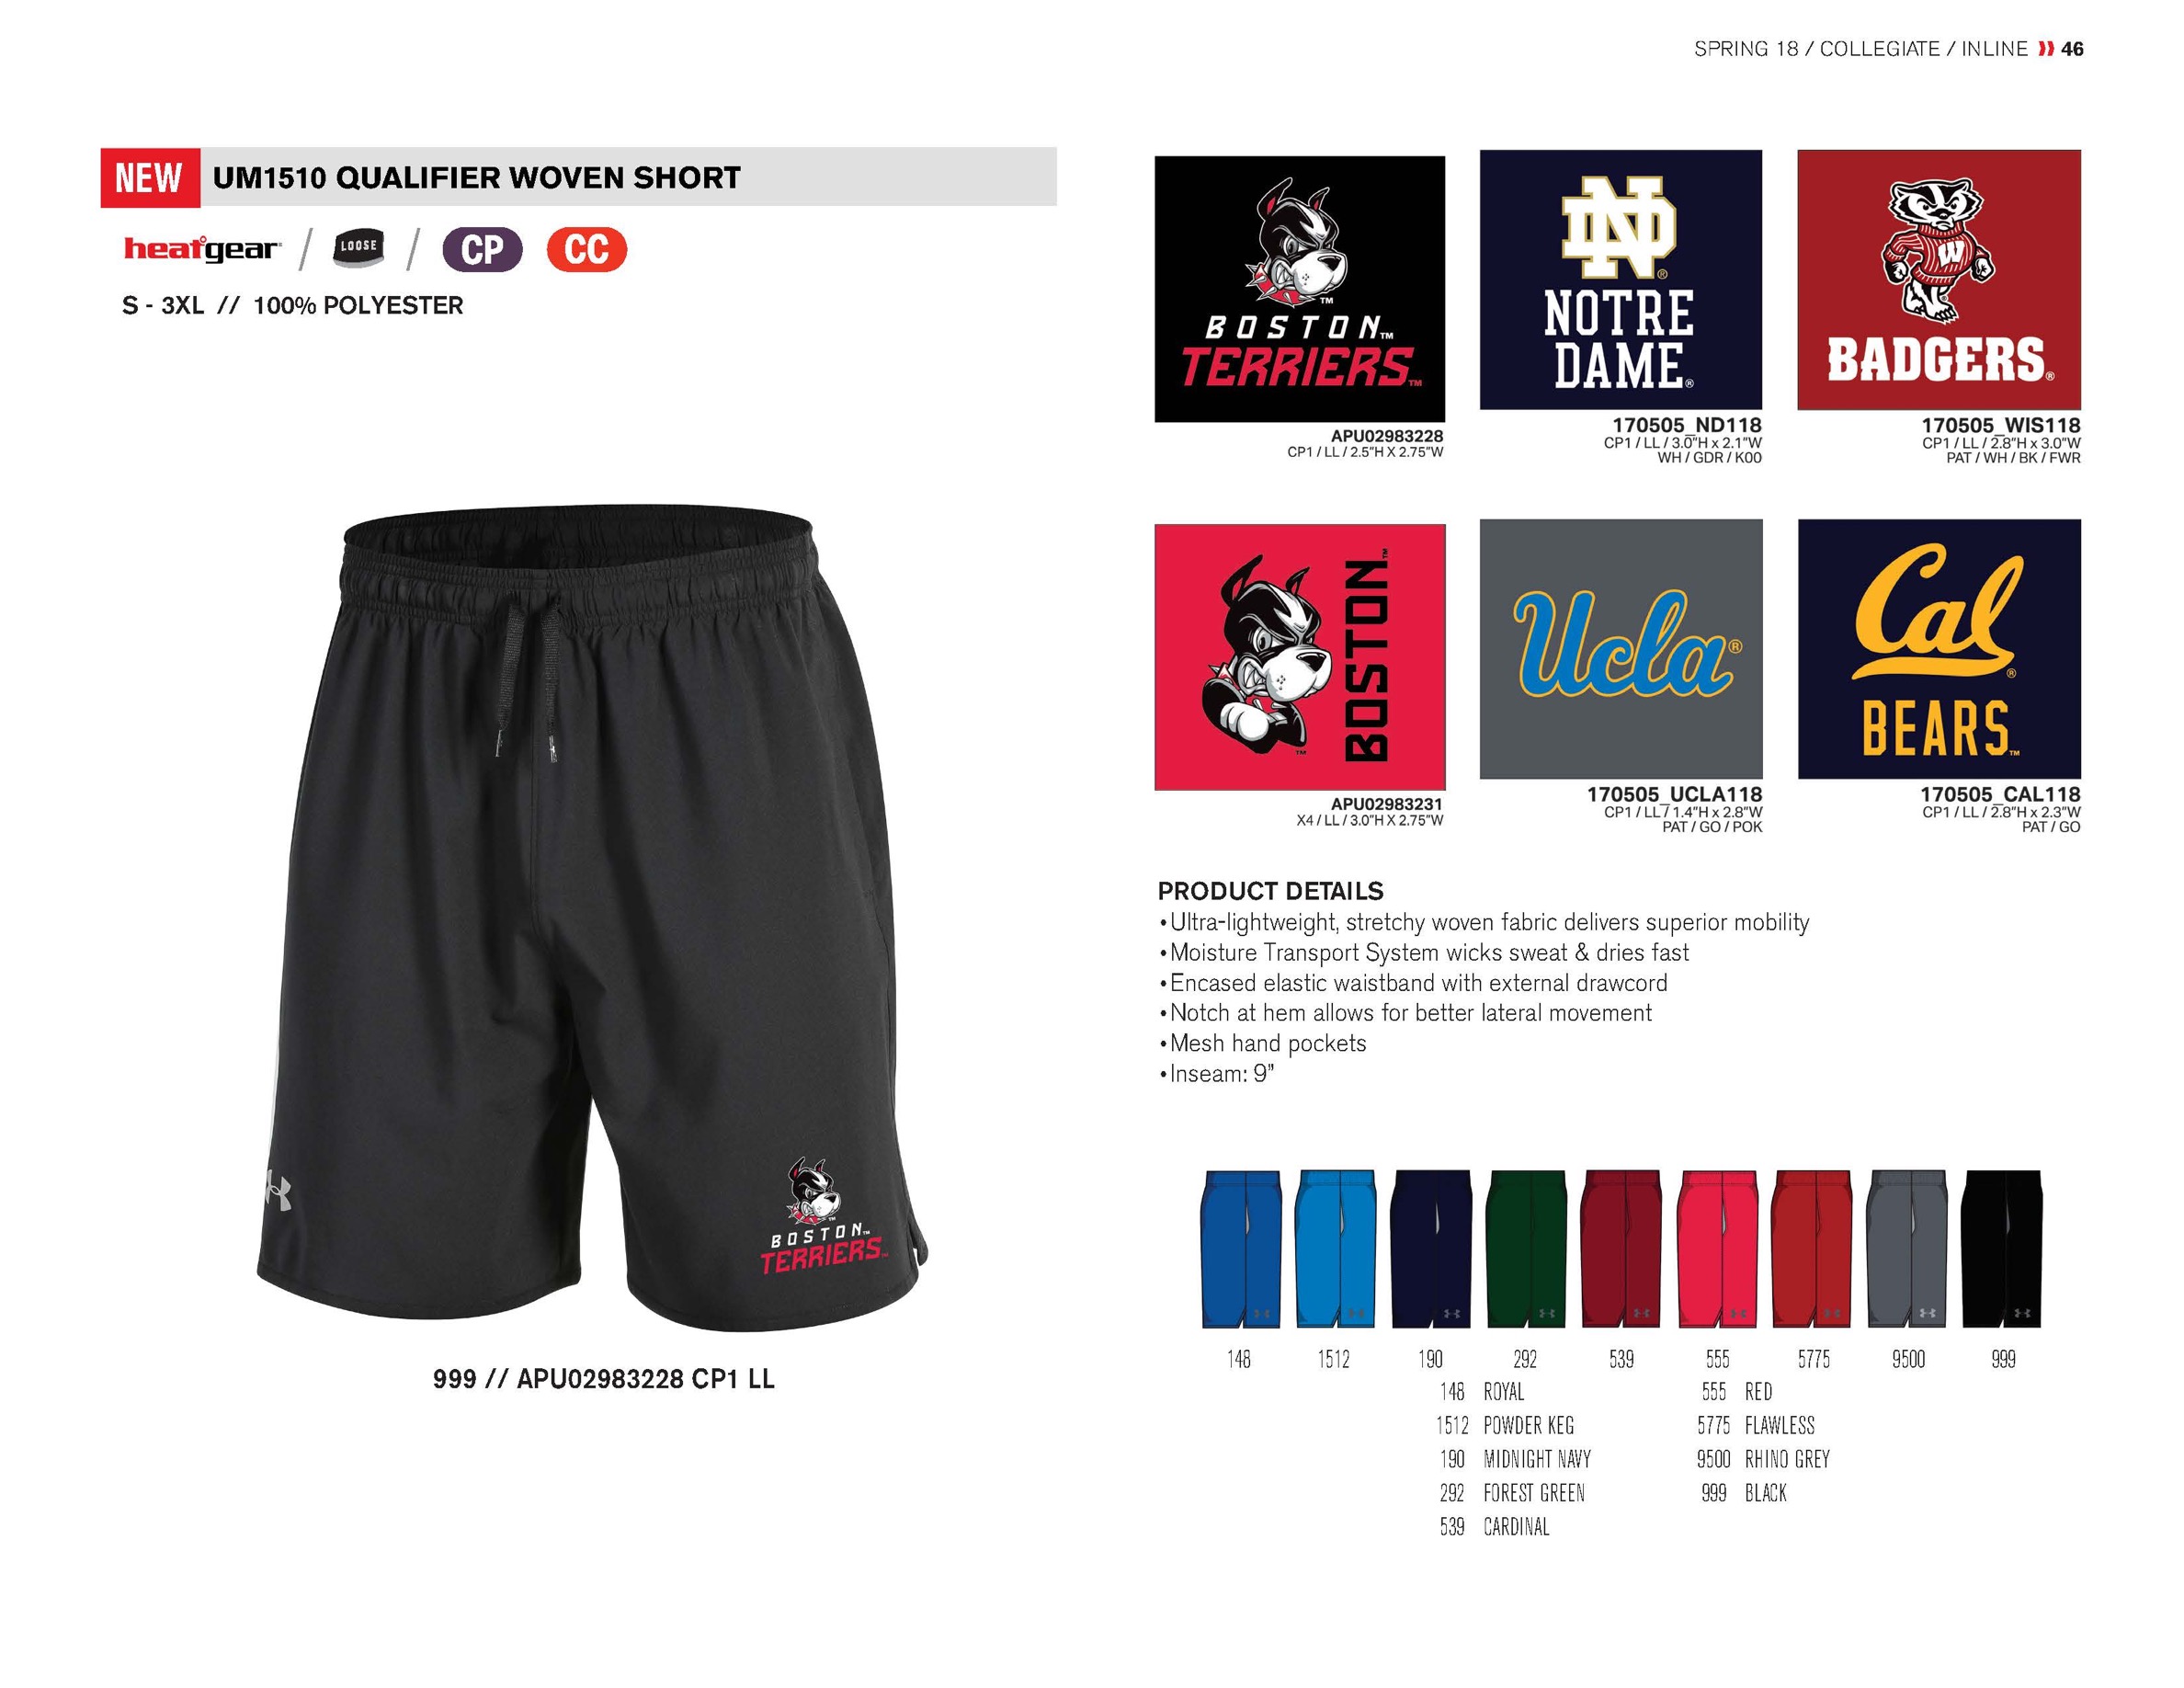 SPRING 18 / COLLEGIATE / INLINE 46
NEW UM1510 QUALIFIER WOVEN SHORT
heatgear / LOOSE / CP CC
S - 3XL // 100% POLYESTER
BOSTON™
TERRIERS™
APU02983228
CP1 / LL / 2.5"H X 2.75"W
ND®
NOTRE
DAME®
170505_ND118
CP1 / LL / 3.0"H x 2.1"W
WH / GDR / K00
W
BADGERS®
170505_WIS118
CP1 / LL / 2.8"H x 3.0"W
PAT / WH / BK / FWR
BOSTON™
APU02983231
X4 / LL / 3.0"H X 2.75"W
Ucla®
170505_UCLA118
CP1 / LL / 1.4"H x 2.8"W
PAT / GO / POK
Cal®
BEARS™
170505_CAL118
CP1 / LL / 2.8"H x 2.3"W
PAT / GO
BOSTON™
TERRIERS™
999 // APU02983228 CP1 LL
PRODUCT DETAILS
•Ultra-lightweight, stretchy woven fabric delivers superior mobility
•Moisture Transport System wicks sweat & dries fast
•Encased elastic waistband with external drawcord
•Notch at hem allows for better lateral movement
•Mesh hand pockets
•Inseam: 9"
148 1512 190 292 539 555 5775 9500 999
148 ROYAL
1512 POWDER KEG
190 MIDNIGHT NAVY
292 FOREST GREEN
539 CARDINAL
555 RED
5775 FLAWLESS
9500 RHINO GREY
999 BLACK